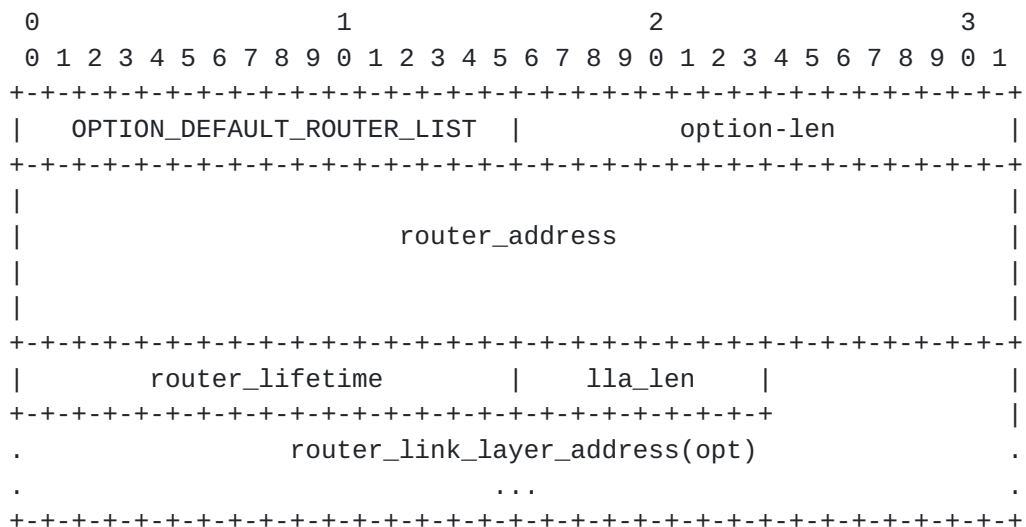 0                   1                   2                   3
 0 1 2 3 4 5 6 7 8 9 0 1 2 3 4 5 6 7 8 9 0 1 2 3 4 5 6 7 8 9 0 1
+-+-+-+-+-+-+-+-+-+-+-+-+-+-+-+-+-+-+-+-+-+-+-+-+-+-+-+-+-+-+-+-+
|   OPTION_DEFAULT_ROUTER_LIST  |          option-len           |
+-+-+-+-+-+-+-+-+-+-+-+-+-+-+-+-+-+-+-+-+-+-+-+-+-+-+-+-+-+-+-+-+
|                                                               |
|                        router_address                         |
|                                                               |
|                                                               |
+-+-+-+-+-+-+-+-+-+-+-+-+-+-+-+-+-+-+-+-+-+-+-+-+-+-+-+-+-+-+-+-+
|        router_lifetime        |    lla_len    |               |
+-+-+-+-+-+-+-+-+-+-+-+-+-+-+-+-+-+-+-+-+-+-+-+-+               |
.                 router_link_layer_address(opt)                .
.                              ...                              .
+-+-+-+-+-+-+-+-+-+-+-+-+-+-+-+-+-+-+-+-+-+-+-+-+-+-+-+-+-+-+-+-+